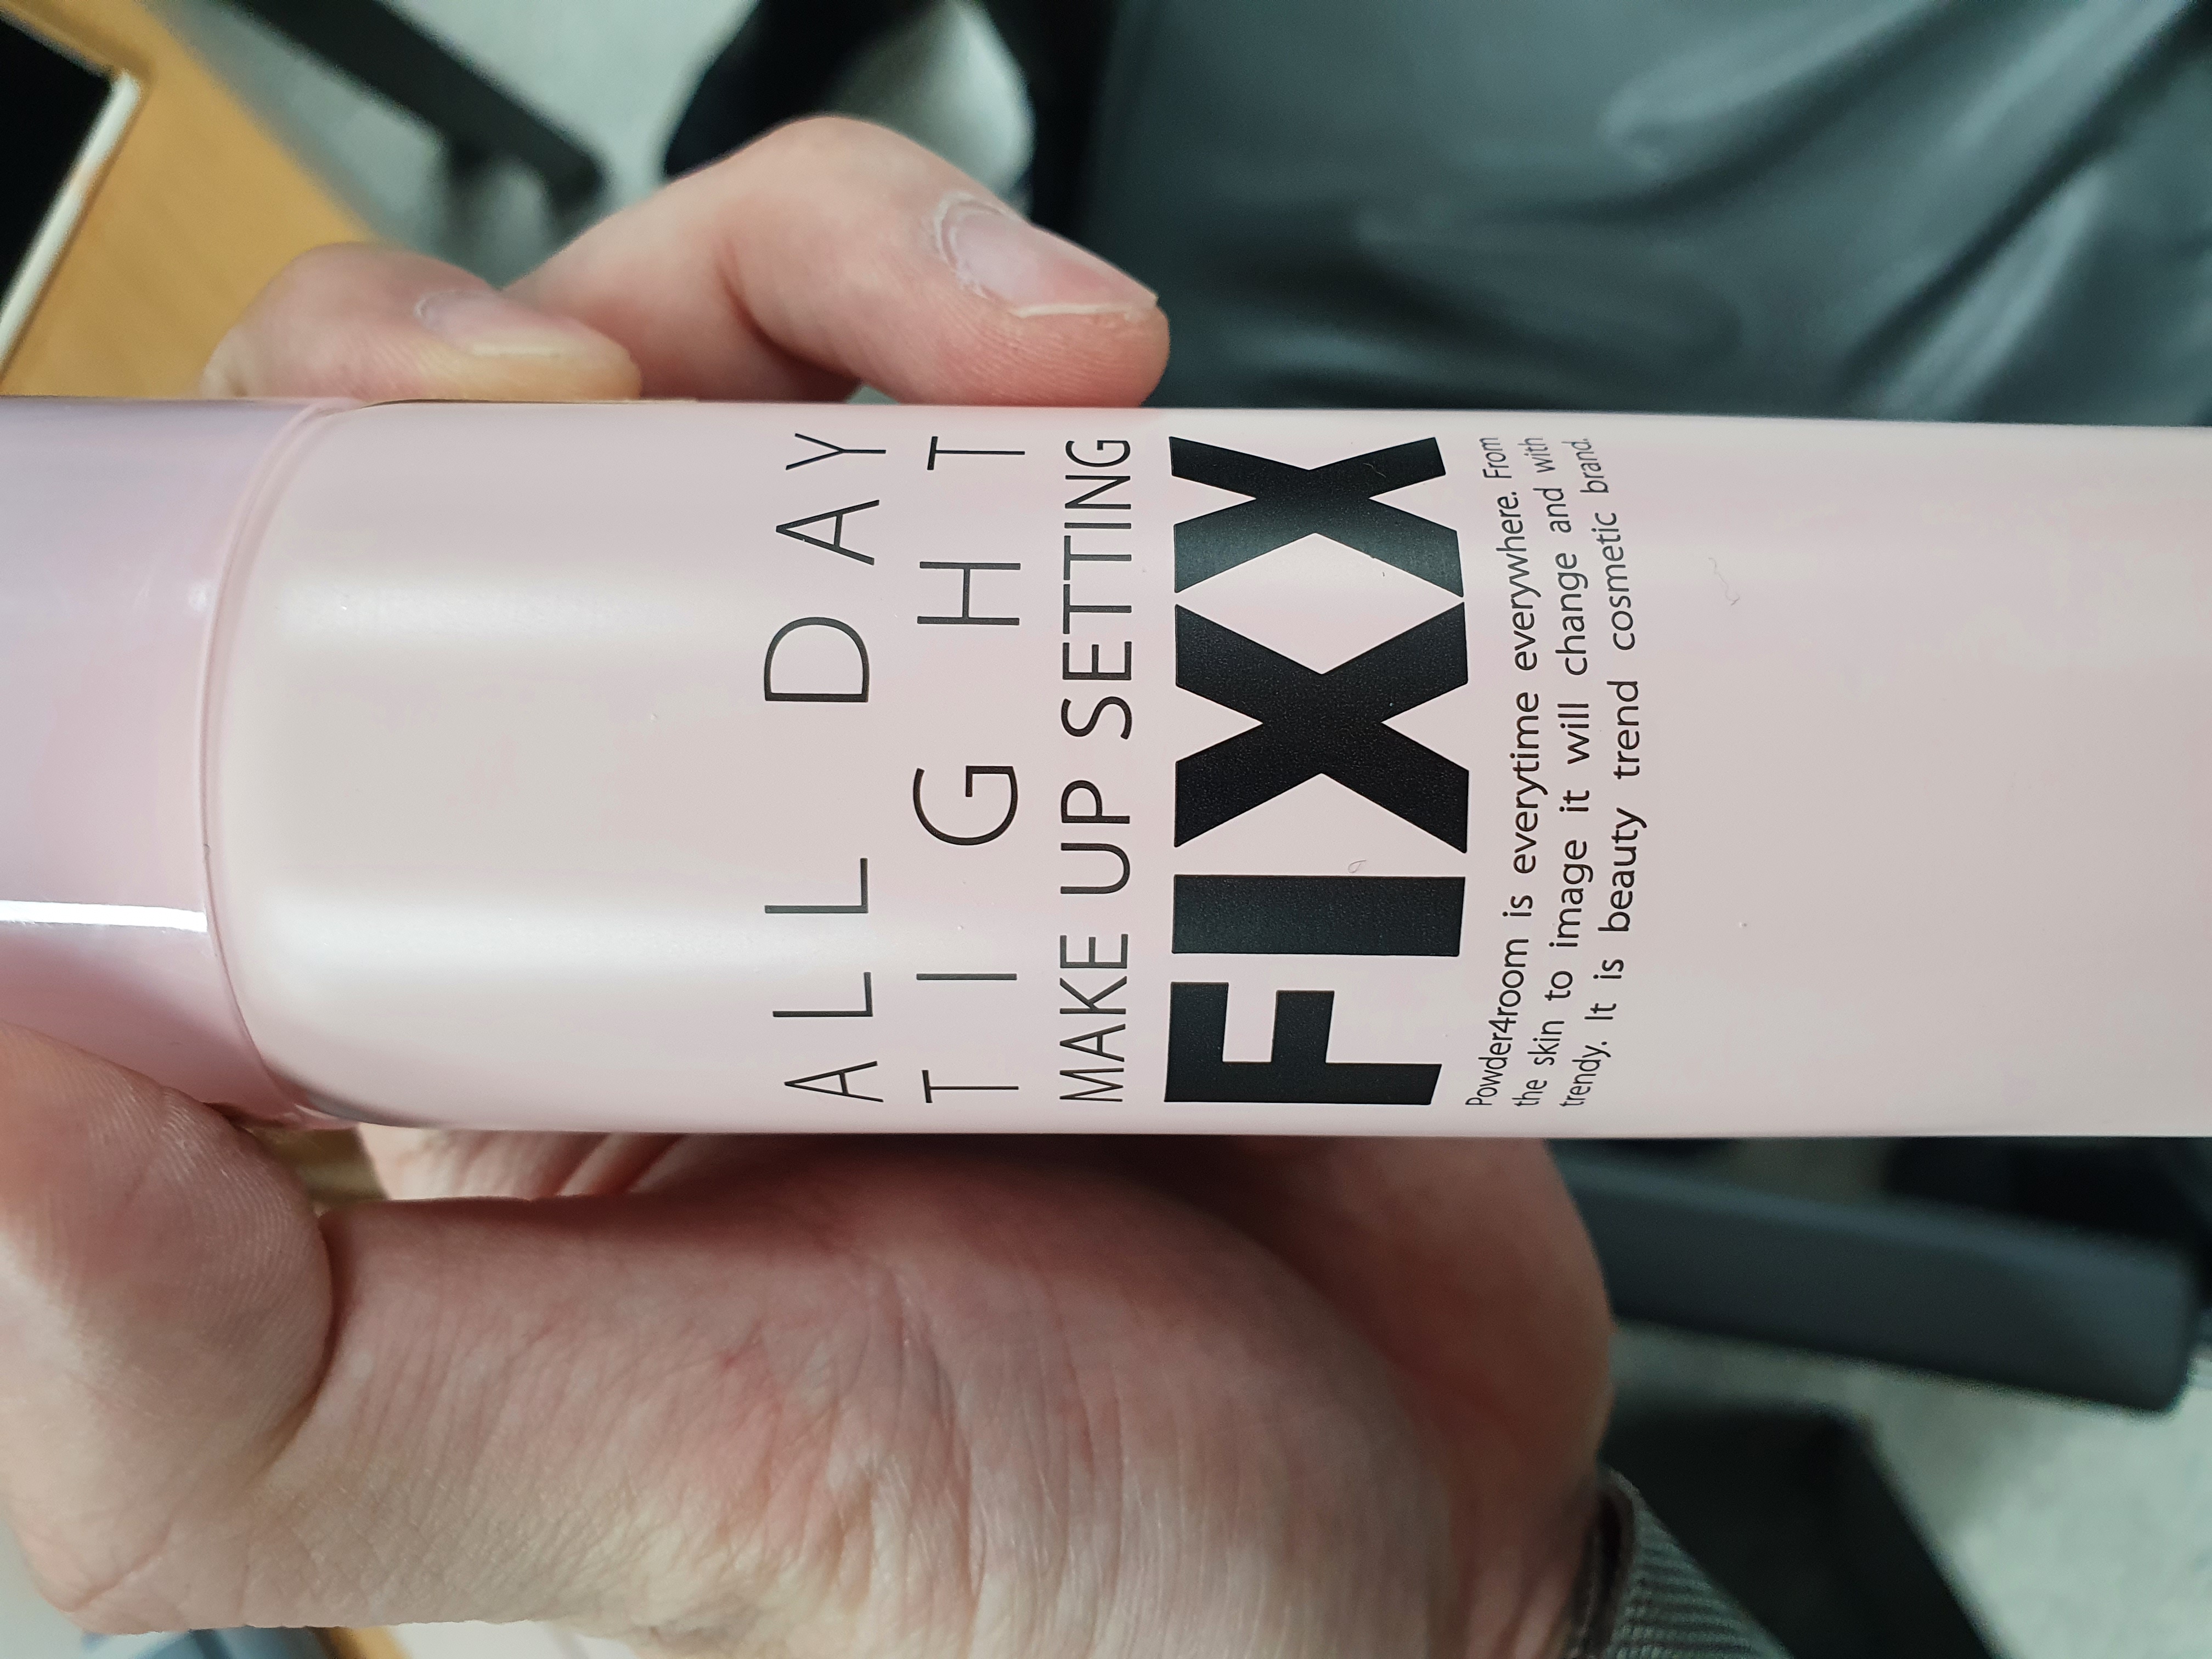 ALL DAY
TIGHT
MAKE UP SETTING
FIXX
Powder4room is everytime everywhere. From
the skin to image it will change and with
trendy. It is beauty trend cosmetic brand.